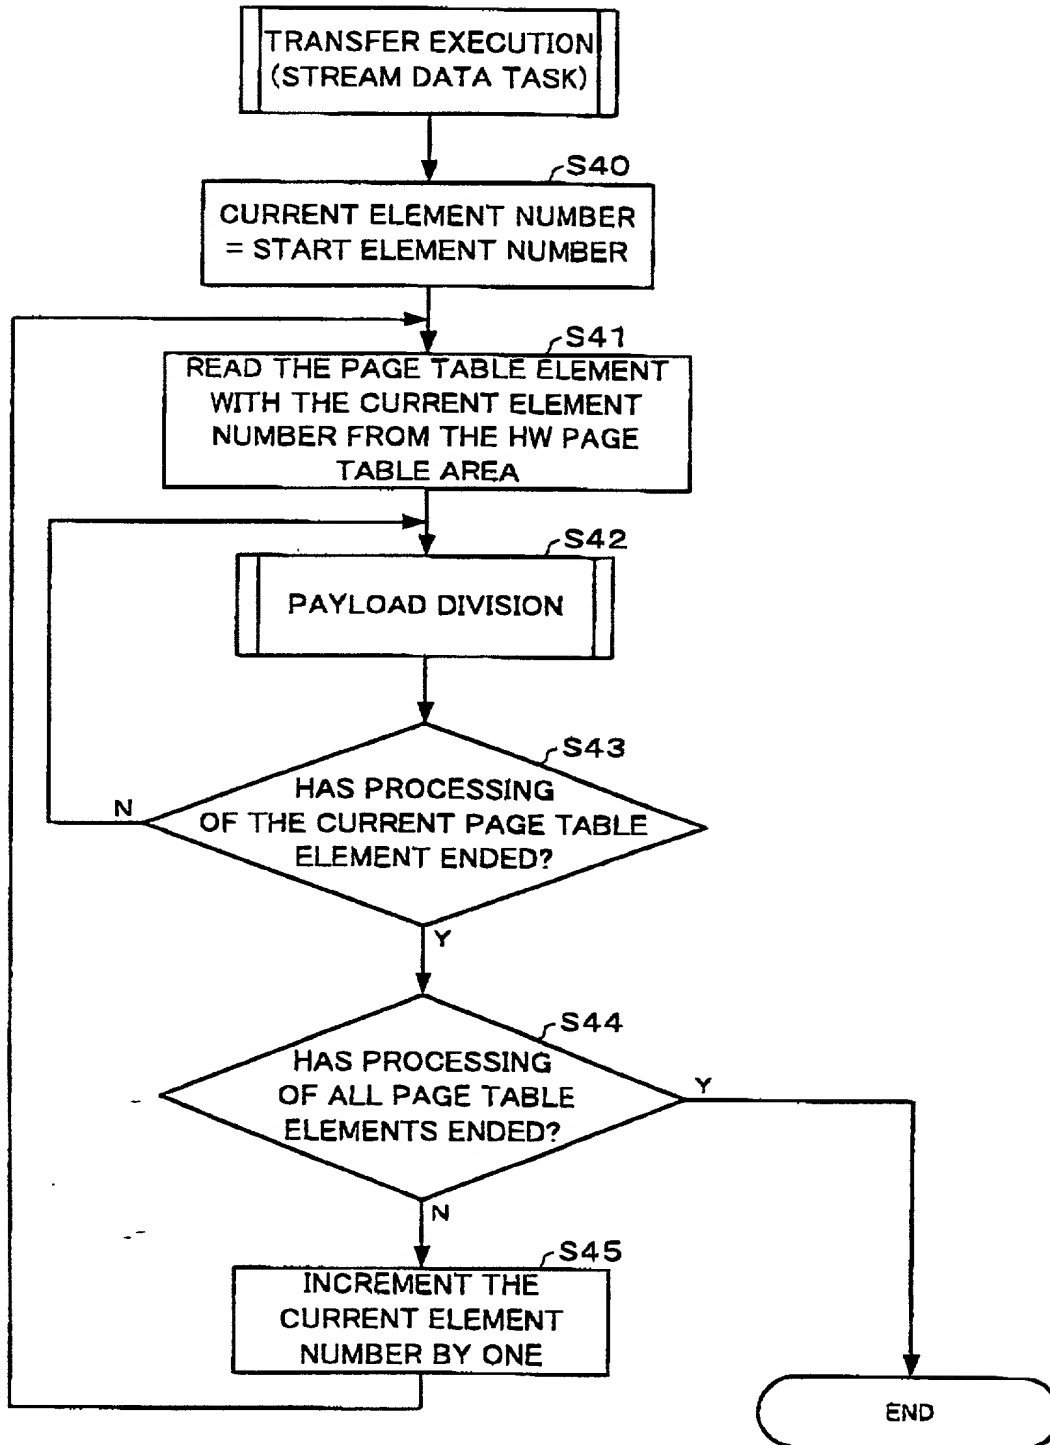 TRANSFER EXECUTION
(STREAM DATA TASK)
S40
CURRENT ELEMENT NUMBER
= START ELEMENT NUMBER
S41
READ THE PAGE TABLE ELEMENT
WITH THE CURRENT ELEMENT
NUMBER FROM THE HW PAGE
TABLE AREA
S42
PAYLOAD DIVISION
S43
HAS PROCESSING
OF THE CURRENT PAGE TABLE
ELEMENT ENDED?
N
Y
S44
HAS PROCESSING
OF ALL PAGE TABLE
ELEMENTS ENDED?
Y
N
S45
INCREMENT THE
CURRENT ELEMENT
NUMBER BY ONE
END